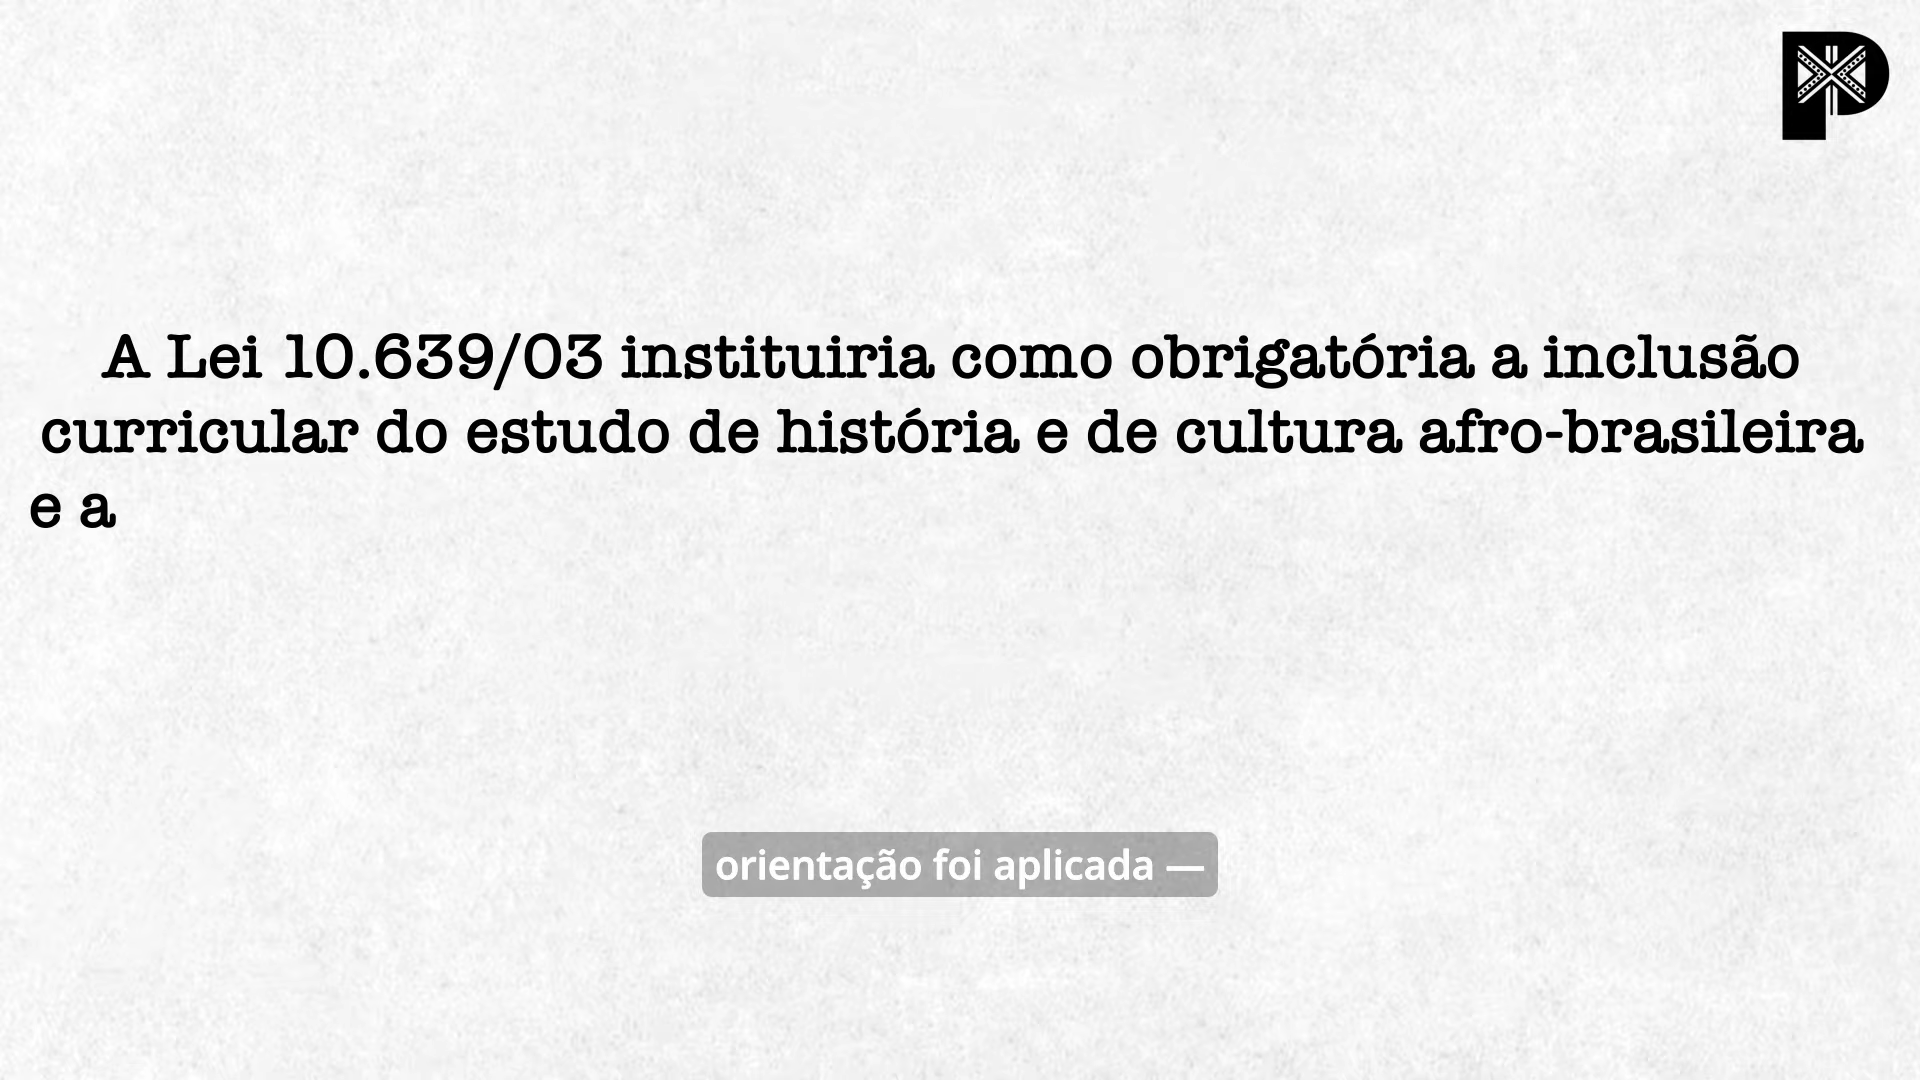 A Lei 10.639/03 instituiria como obrigatória a inclusão
curricular do estudo de história e de cultura afro-brasileira
e a
orientação foi aplicada —